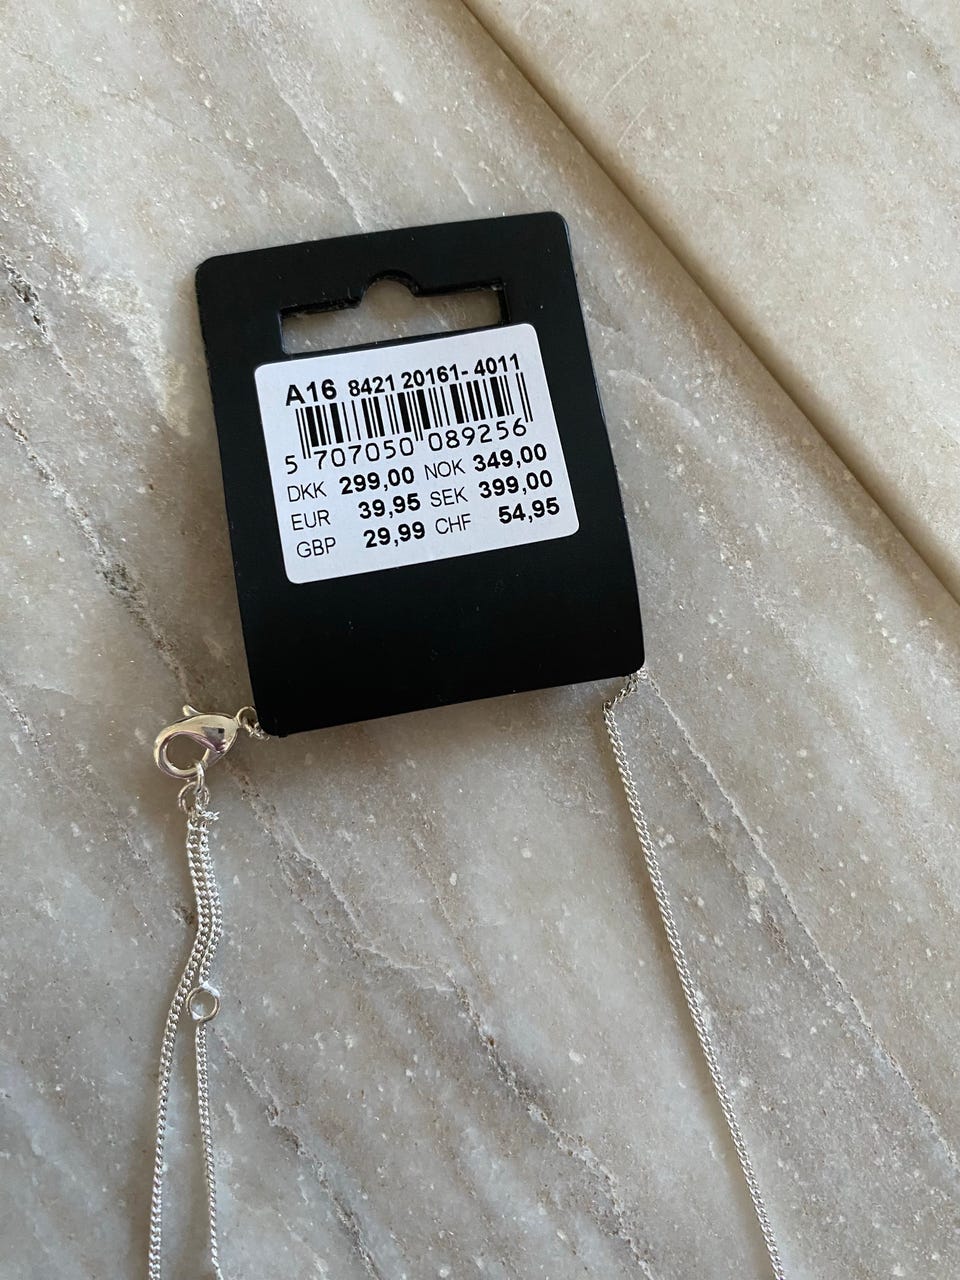 A16 8421 20161-4011
5 707050 089256
DKK 299,00 NOK 349,00
EUR 39,95 SEK 399,00
GBP 29,99 CHF 54,95